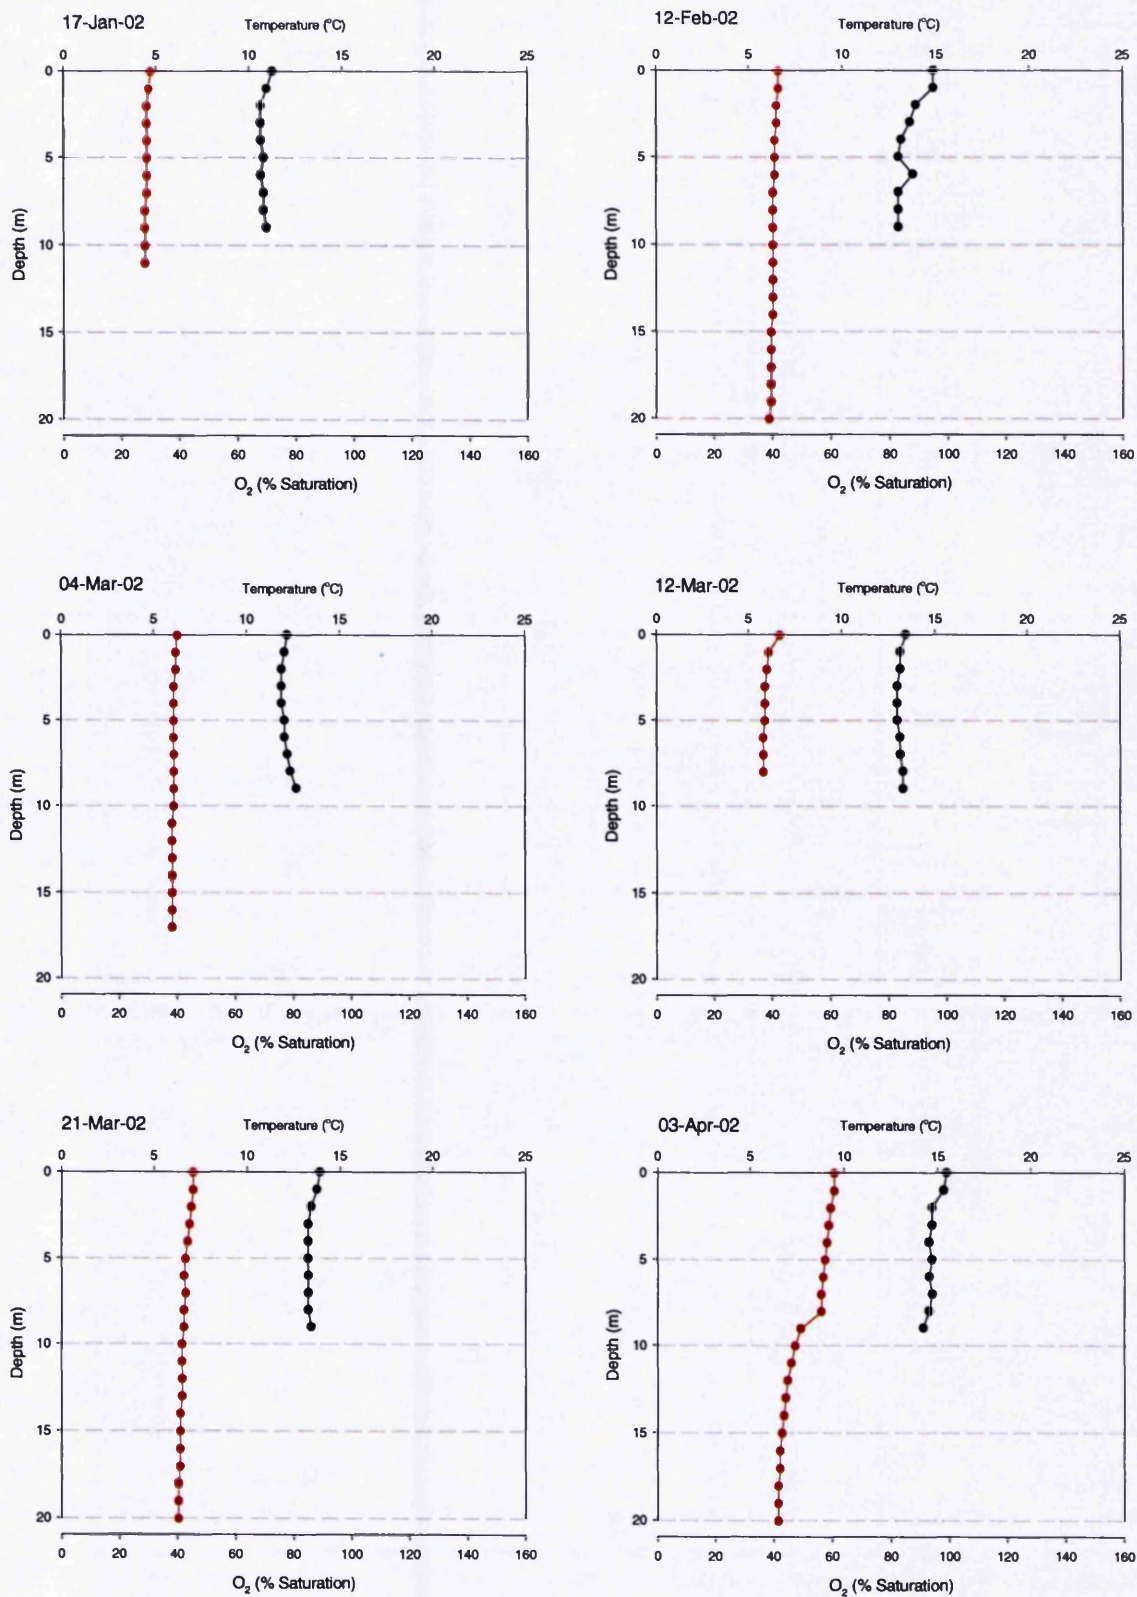 17-Jan-02
Temperature (°C)
0 5 10 15 20 25
0
5
10
15
20
Depth (m)
0 20 40 60 80 100 120 140 160
O₂ (% Saturation)
12-Feb-02
0 5 10 15 20 25
0
5
10
15
20
Depth (m)
0 20 40 60 80 100 120 140 160
O₂ (% Saturation)
04-Mar-02
Temperature (°C)
0 5 10 15 20 25
0
5
10
15
20
Depth (m)
0 20 40 60 80 100 120 140 160
O₂ (% Saturation)
12-Mar-02
Temperature (°C)
0 5 10 15 20 25
0
5
10
15
20
Depth (m)
0 20 40 60 80 100 120 140 160
O₂ (% Saturation)
21-Mar-02
Temperature (°C)
0 5 10 15 20 25
0
5
10
15
20
Depth (m)
0 20 40 60 80 100 120 140 160
O₂ (% Saturation)
03-Apr-02
Temperature (°C)
0 5 10 15 20 25
0
5
10
15
20
Depth (m)
0 20 40 60 80 100 120 140 160
O₂ (% Saturation)